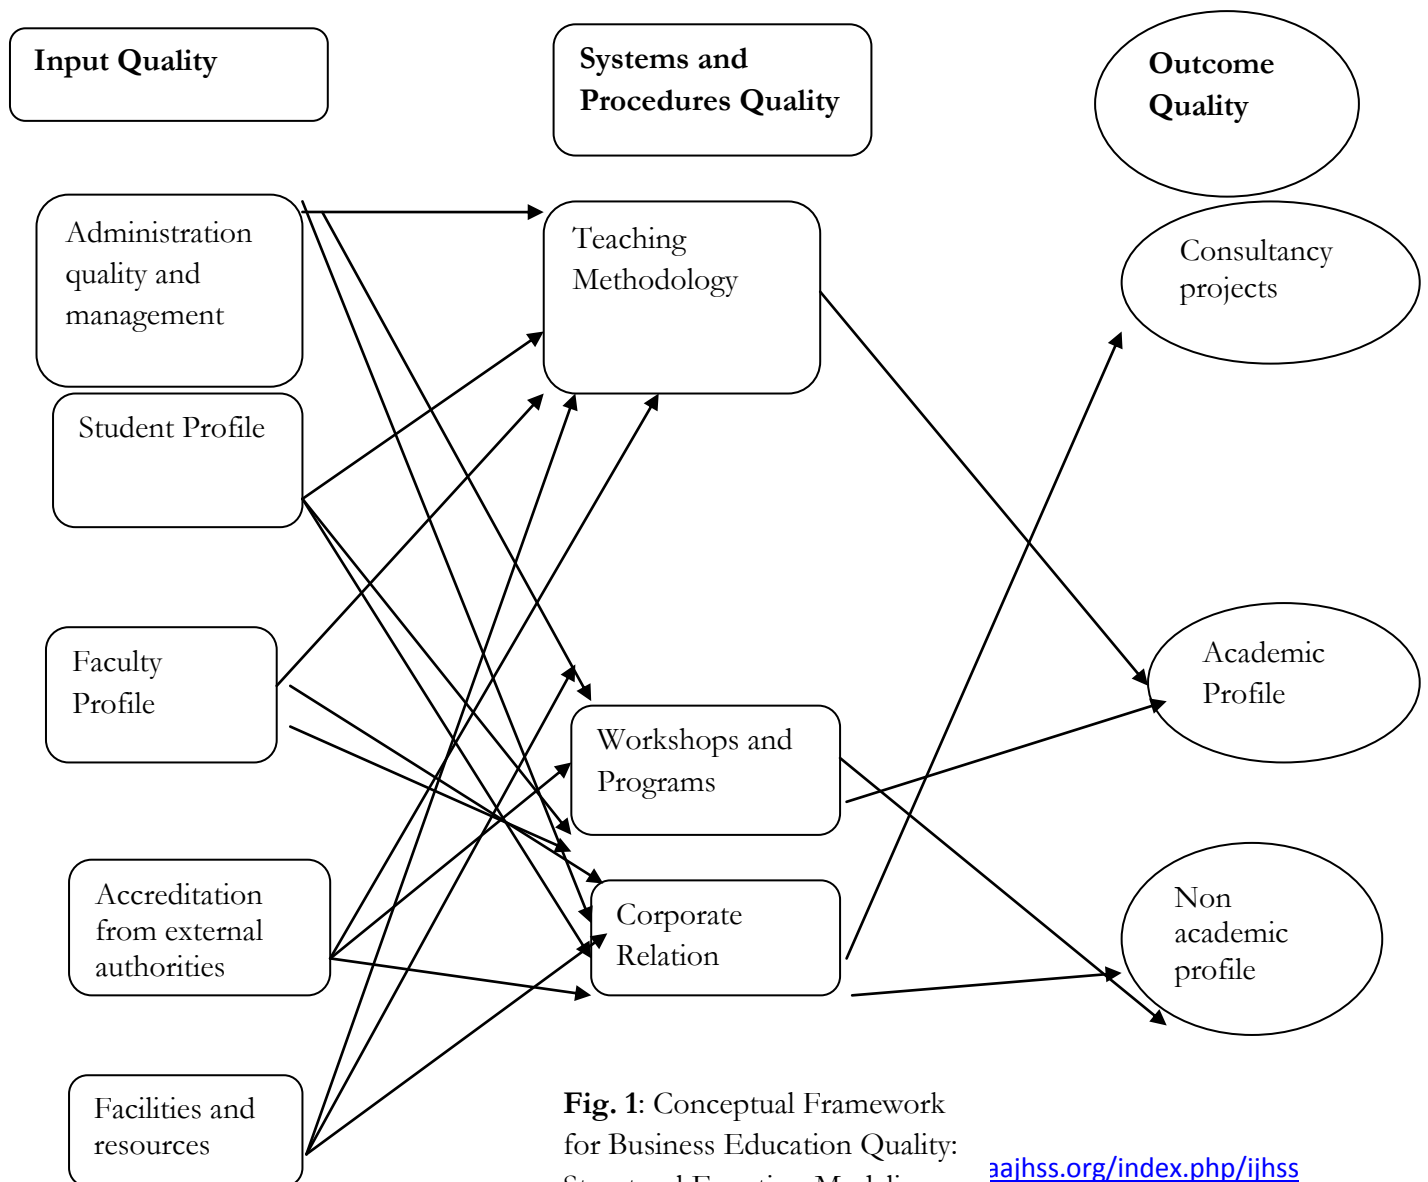 Input Quality
Systems and
Procedures Quality
Outcome
Quality
Administration
quality and
management
Teaching
Methodology
Consultancy
projects
Student Profile
Faculty
Profile
Workshops and
Programs
Academic
Profile
Accreditation
from external
authorities
Corporate
Relation
Non
academic
profile
Facilities and
resources
Fig. 1: Conceptual Framework
for Business Education Quality:
aajhss.org/index.php/ijhss